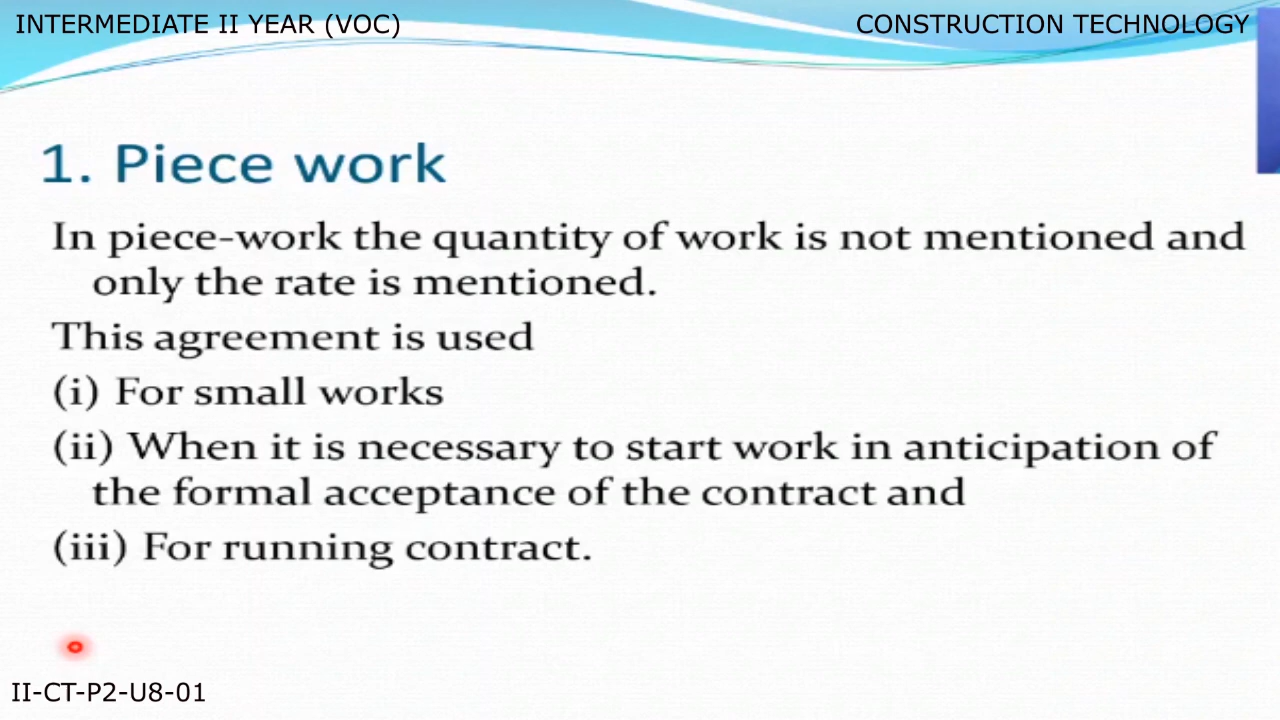 INTERMEDIATE II YEAR (VOC)
CONSTRUCTION TECHNOLOGY
1. Piece work
In piece-work the quantity of work is not mentioned and
only the rate is mentioned.
This agreement is used
(i) For small works
(ii) When it is necessary to start work in anticipation of
the formal acceptance of the contract and
(iii) For running contract.
II-CT-P2-U8-01